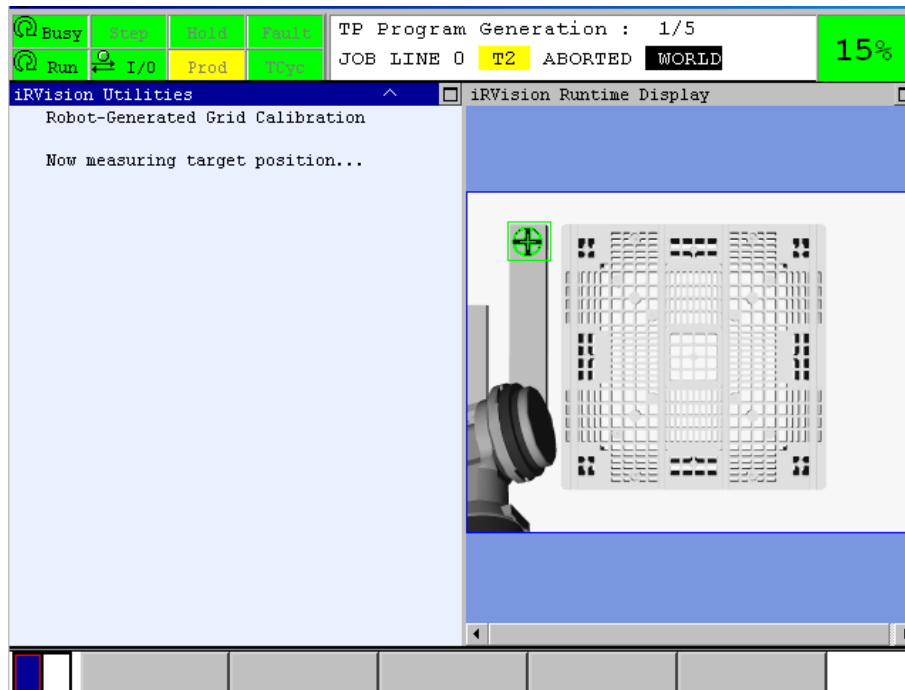 Busy Step Hold Fault TP Program Generation : 1/5
Run I/O Prod TCyc JOB LINE 0 T2 ABORTED WORLD
15%
iRVision Utilities
Robot-Generated Grid Calibration
Now measuring target position...
iRVision Runtime Display